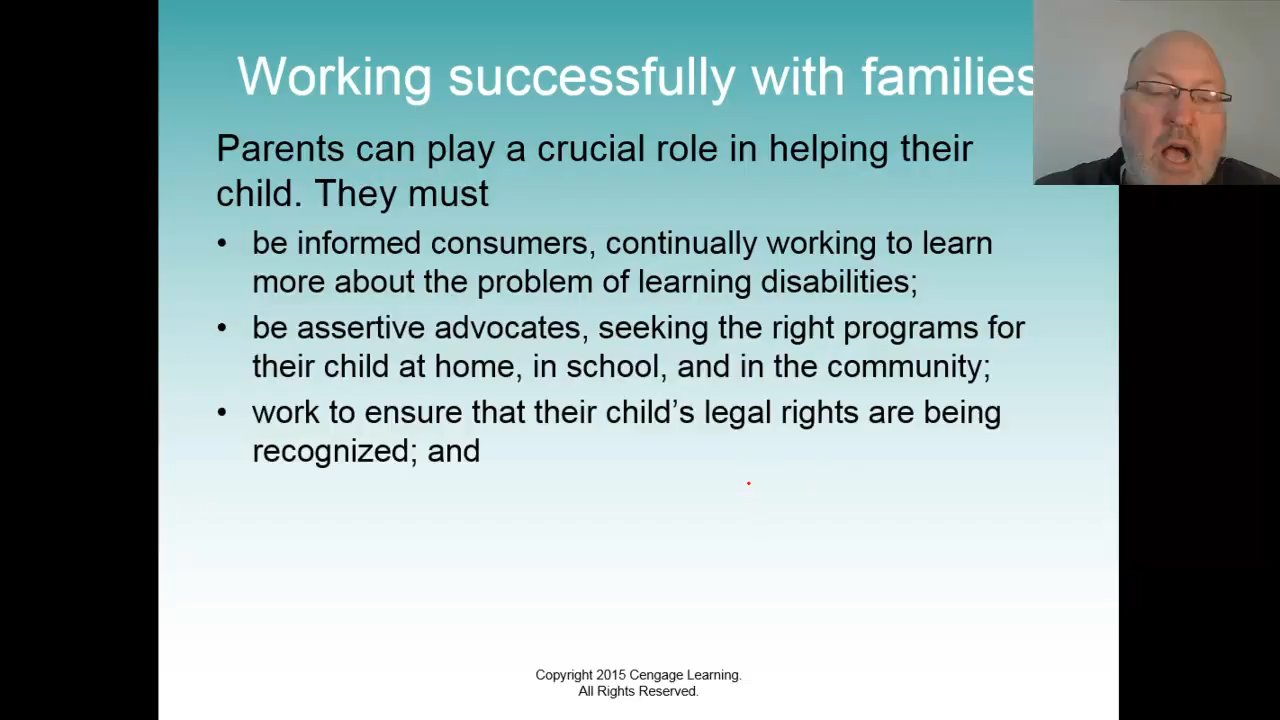 Working successfully with families
Parents can play a crucial role in helping their
child. They must
• be informed consumers, continually working to learn
more about the problem of learning disabilities;
• be assertive advocates, seeking the right programs for
their child at home, in school, and in the community;
• work to ensure that their child’s legal rights are being
recognized; and
Copyright 2015 Cengage Learning.
All Rights Reserved.